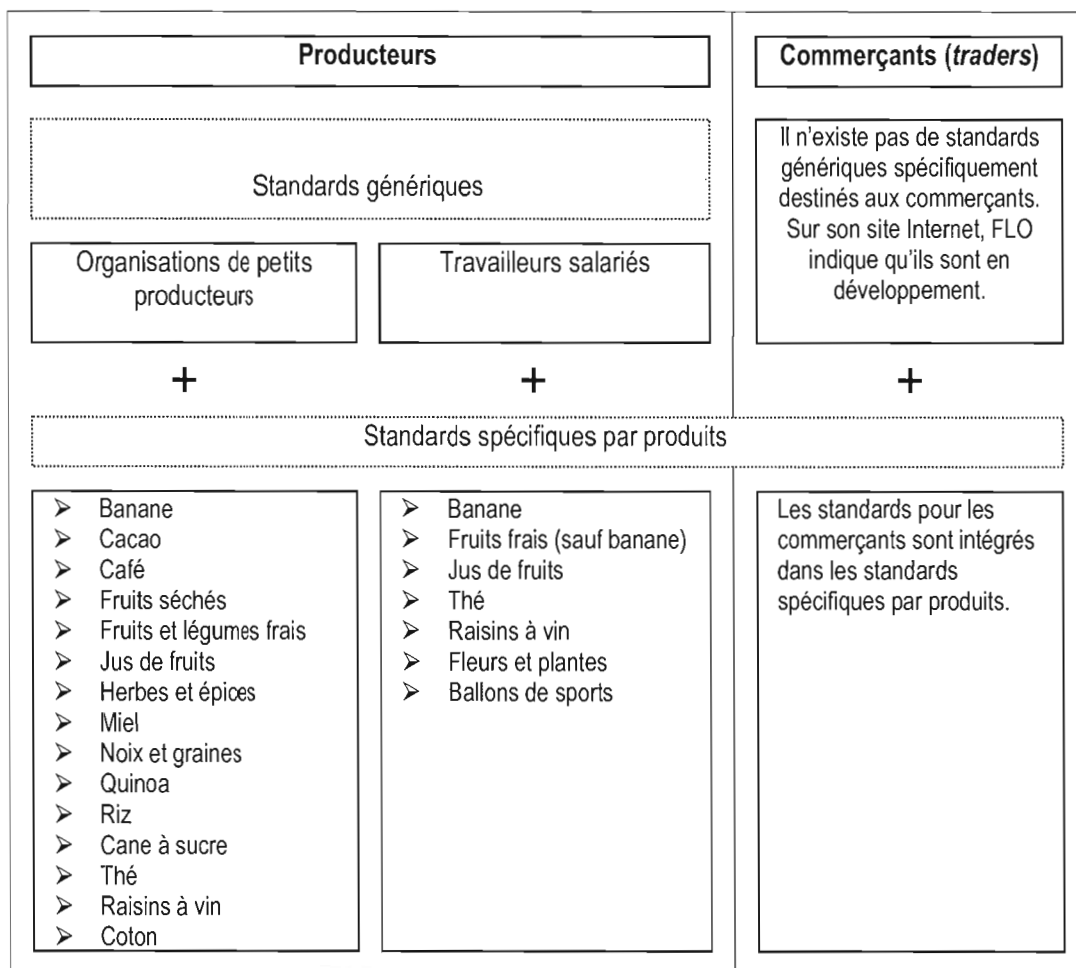 Producteurs
Commerçants (traders)
Standards génériques
Il n'existe pas de standards
génériques spécifiquement
destinés aux commerçants.
Sur son site Internet, FLO
indique qu'ils sont en
développement.
Organisations de petits
producteurs
Travailleurs salariés
+
+
+
Standards spécifiques par produits
➢ Banane
➢ Cacao
➢ Café
➢ Fruits séchés
➢ Fruits et légumes frais
➢ Jus de fruits
➢ Herbes et épices
➢ Miel
➢ Noix et graines
➢ Quinoa
➢ Riz
➢ Cane à sucre
➢ Thé
➢ Raisins à vin
➢ Coton
➢ Banane
➢ Fruits frais (sauf banane)
➢ Jus de fruits
➢ Thé
➢ Raisins à vin
➢ Fleurs et plantes
➢ Ballons de sports
Les standards pour les
commerçants sont intégrés
dans les standards
spécifiques par produits.